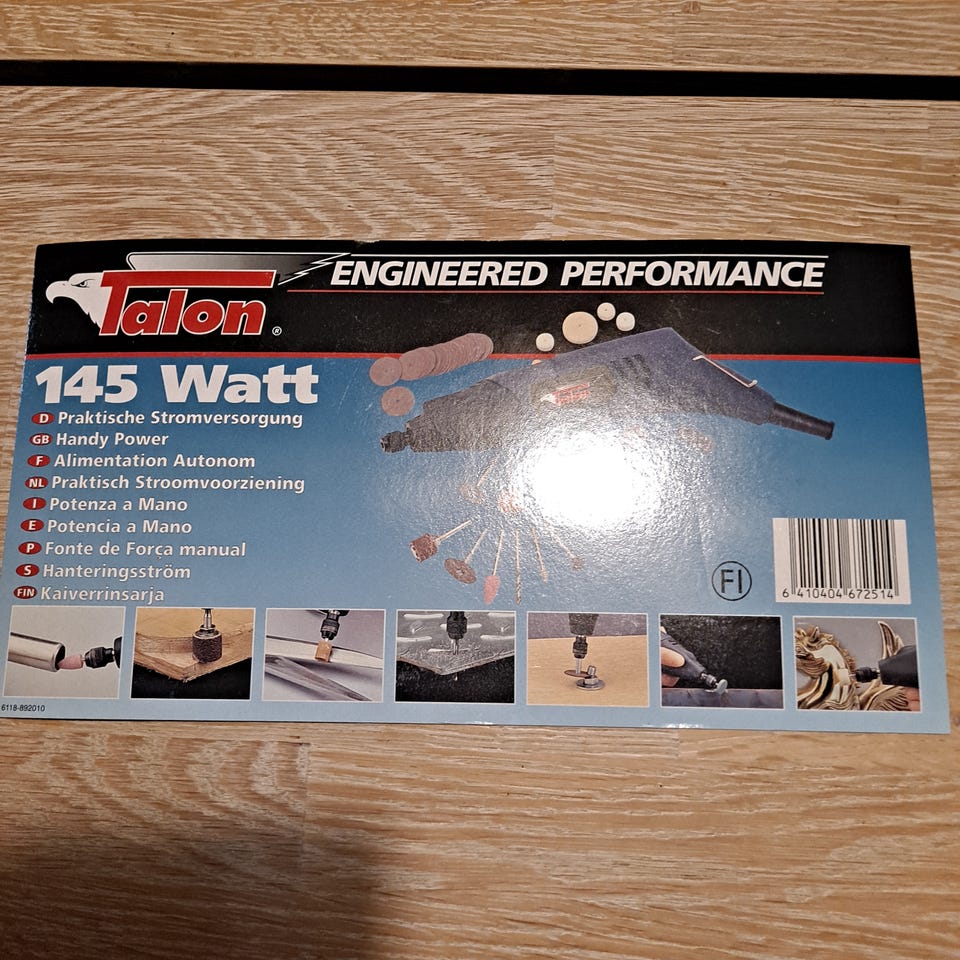 Talon ®
ENGINEERED PERFORMANCE
145 Watt
D Praktische Stromversorgung
GB Handy Power
F Alimentation Autonom
NL Praktisch Stroomvoorziening
I Potenza a Mano
E Potencia a Mano
P Fonte de Força manual
S Hanteringsström
FIN Kaiverrinsarja
Talon
FI
6 410404 672514
6118-892010